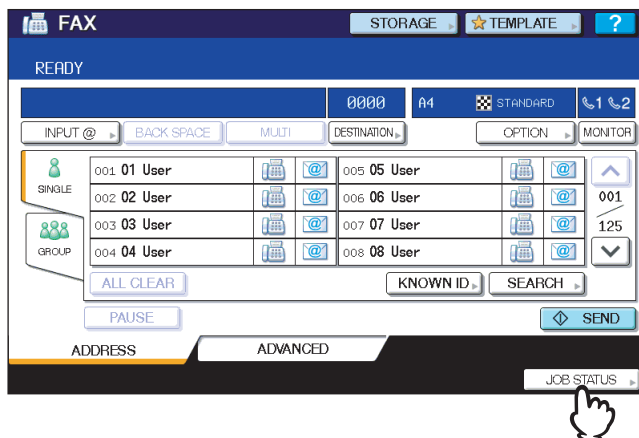 FAX STORAGE TEMPLATE ?
READY
0000 A4 STANDARD 1 2
INPUT @ BACK SPACE MULTI DESTINATION OPTION MONITOR
SINGLE
GROUP
001 01 User @ 005 05 User @
002 02 User @ 006 06 User @
003 03 User @ 007 07 User @
004 04 User @ 008 08 User @
001
125
ALL CLEAR KNOWN ID SEARCH
PAUSE SEND
ADDRESS ADVANCED
JOB STATUS